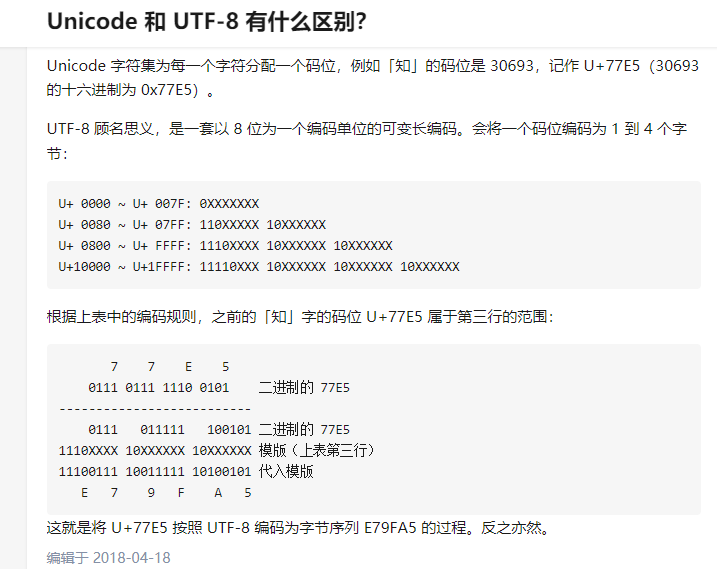 Unicode 和 UTF-8 有什么区别?
Unicode 字符集为每一个字符分配一个码位，例如「知」的码位是 30693，记作 U+77E5（30693
的十六进制为 0x77E5）。
UTF-8 顾名思义，是一套以 8 位为一个编码单位的可变长编码。会将一个码位编码为 1 到 4 个字
节：
U+ 0000 ~ U+ 007F: 0XXXXXXX
U+ 0080 ~ U+ 07FF: 110XXXXX 10XXXXXX
U+ 0800 ~ U+ FFFF: 1110XXXX 10XXXXXX 10XXXXXX
U+10000 ~ U+1FFFF: 11110XXX 10XXXXXX 10XXXXXX 10XXXXXX
根据上表中的编码规则，之前的「知」字的码位 U+77E5 属于第三行的范围：
7    7    E    5
0111 0111 1110 0101    二进制的 77E5
--------------------------
0111   011111   100101 二进制的 77E5
1110XXXX 10XXXXXX 10XXXXXX 模版（上表第三行）
11100111 10011111 10100101 代入模版
E   7    9   F    A   5
这就是将 U+77E5 按照 UTF-8 编码为字节序列 E79FA5 的过程。反之亦然。
编辑于 2018-04-18